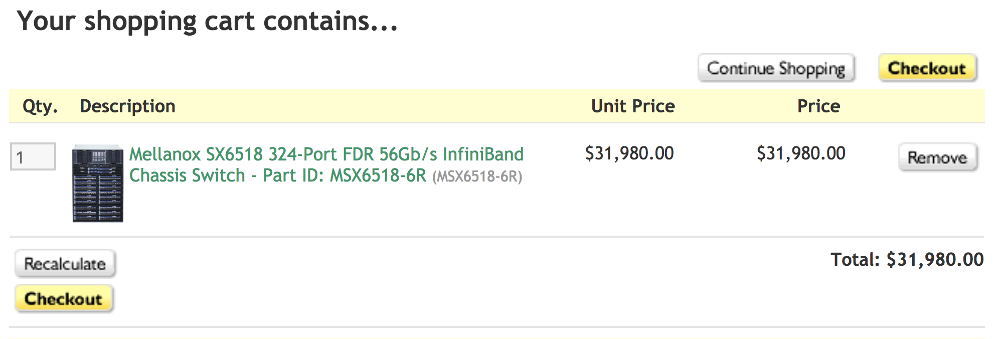 Your shopping cart contains...
Continue Shopping
Checkout
Qty. Description Unit Price Price
1
Mellanox SX6518 324-Port FDR 56Gb/s InfiniBand
Chassis Switch - Part ID: MSX6518-6R (MSX6518-6R)
$31,980.00
$31,980.00
Remove
Recalculate
Total: $31,980.00
Checkout